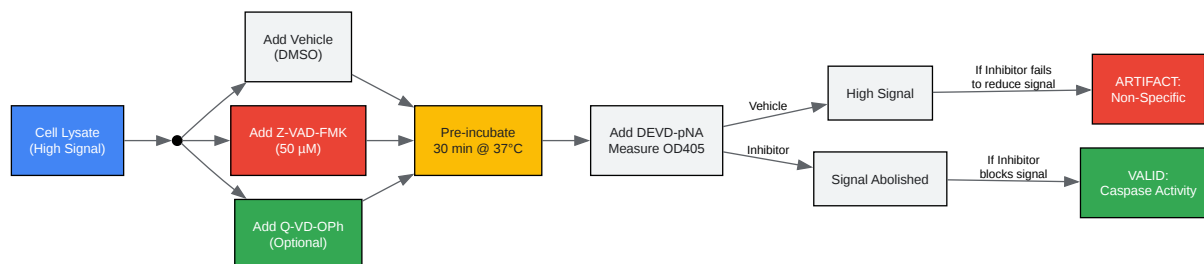 Cell Lysate
(High Signal)
Add Vehicle
(DMSO)
Add Z-VAD-FMK
(50 µM)
Add Q-VD-OPh
(Optional)
Pre-incubate
30 min @ 37°C
Add DEVD-pNA
Measure OD405
Vehicle
Inhibitor
High Signal
Signal Abolished
If Inhibitor fails
to reduce signal
If Inhibitor
blocks signal
ARTIFACT:
Non-Specific
VALID:
Caspase Activity